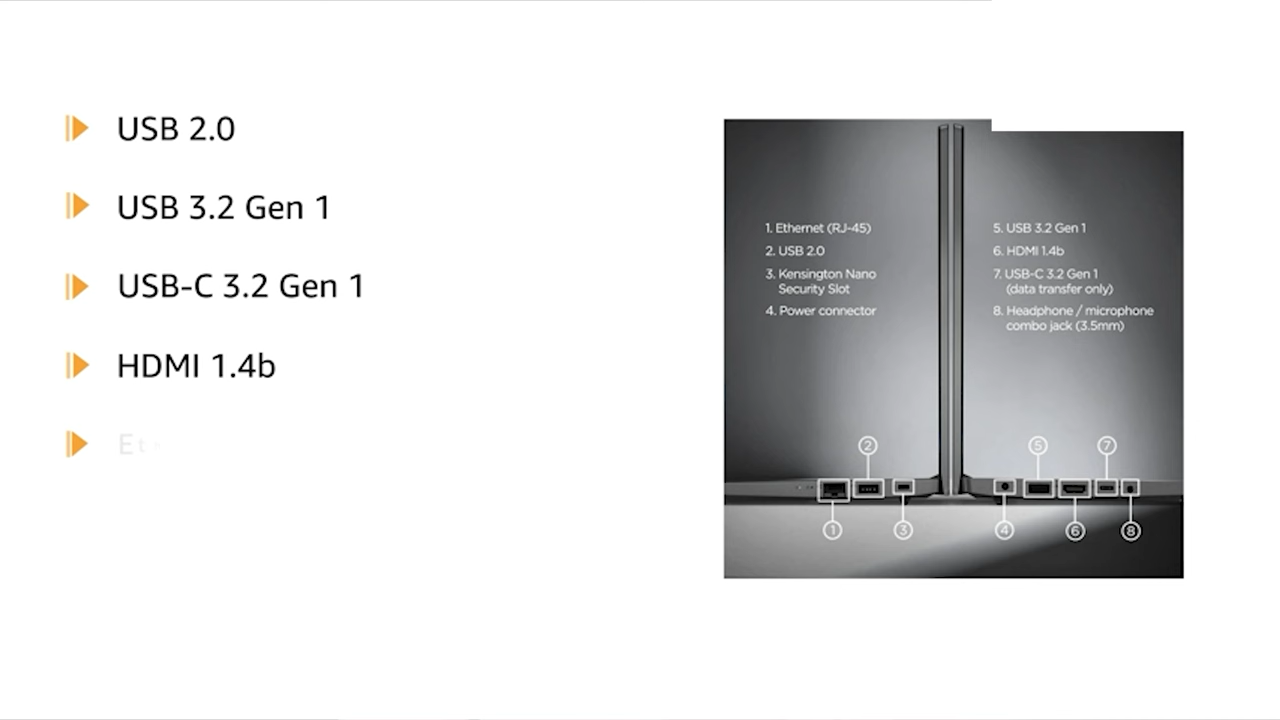 USB 2.0
USB 3.2 Gen 1
USB-C 3.2 Gen 1
HDMI 1.4b
1. Ethernet (RJ-45)
2. USB 2.0
3. Kensington Nano
Security Slot
4. Power connector
5. USB 3.2 Gen 1
6. HDMI 1.4b
7. USB-C 3.2 Gen 1
(data transfer only)
8. Headphone / microphone
combo jack (3.5mm)
2
5
7
1
3
4
6
8